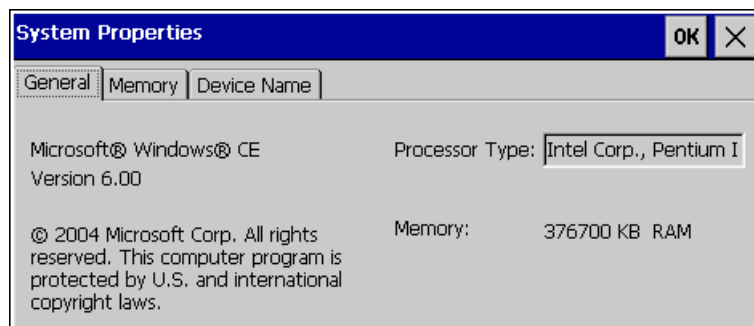 System Properties
OK
General Memory Device Name
Microsoft® Windows® CE
Version 6.00
© 2004 Microsoft Corp. All rights
reserved. This computer program is
protected by U.S. and international
copyright laws.
Processor Type: Intel Corp., Pentium I
Memory: 376700 KB RAM